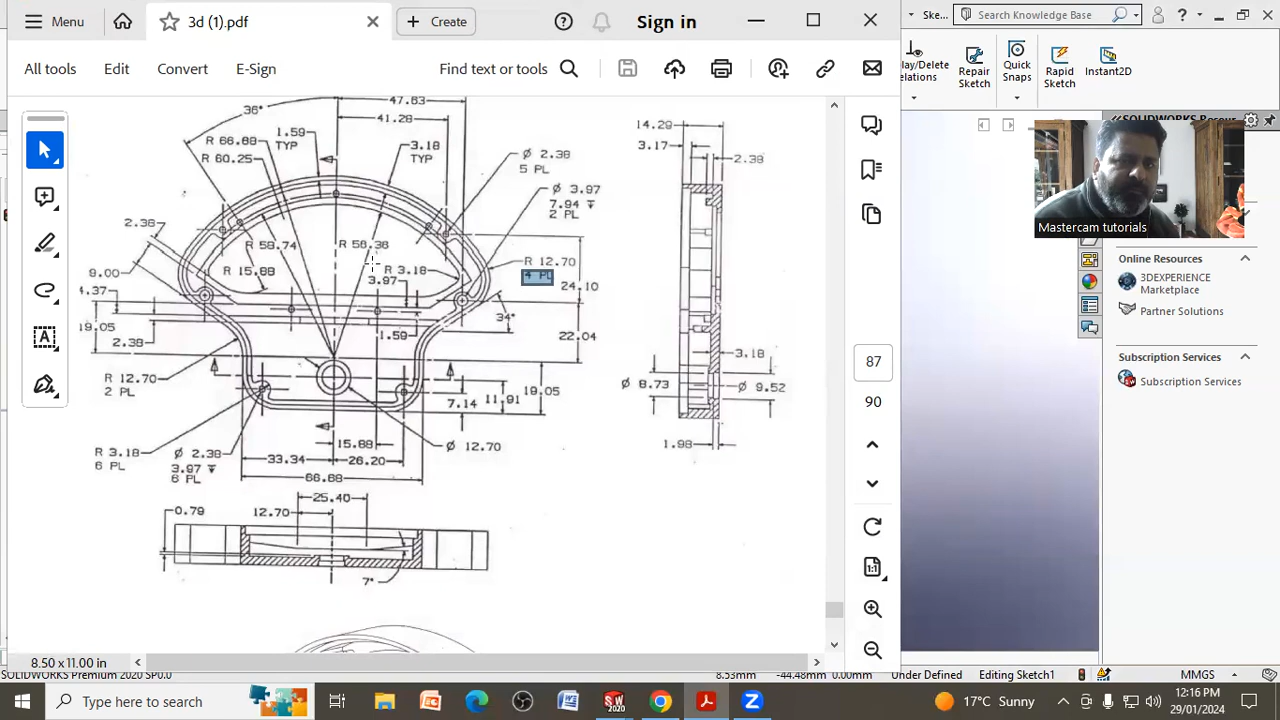 Menu
3d (1).pdf
Create
Sign in
Ske...
Search Knowledge Base
All tools
Edit
Convert
E-Sign
Find text or tools
Repair
Sketch
Quick
Snaps
Rapid
Sketch
Instant2D
36°
47.63
41.28
R 66.68
1.59
TYP
R 60.25
3.18
TYP
Ø 2.38
5 PL
Ø 3.97
7.94 ↧
2 PL
2.38
9.00
4.37
19.05
2.38
R 58.74
R 58.38
R 15.88
R 3.18
3.97
R 12.70
4 PL
24.10
34°
22.04
1.59
R 12.70
2 PL
19.05
11.91
7.14
15.88
Ø 12.70
R 3.18
6 PL
Ø 2.38
3.97 ↧
6 PL
33.34
26.20
66.68
25.40
12.70
0.79
7°
14.29
3.17
2.38
3.18
Ø 8.73
Ø 9.52
1.98
87
90
1:1
8.50 x 11.00 in
SOLIDWORKS Resour
Mastercam tutorials
Online Resources
3DEXPERIENCE
Marketplace
Partner Solutions
Subscription Services
Subscription Services
SOLIDWORKS Premium 2020 SP0.0
8.53mm
-44.48mm
0.00mm
Under Defined
Editing Sketch1
MMGS
Type here to search
17°C Sunny
12:16 PM
29/01/2024